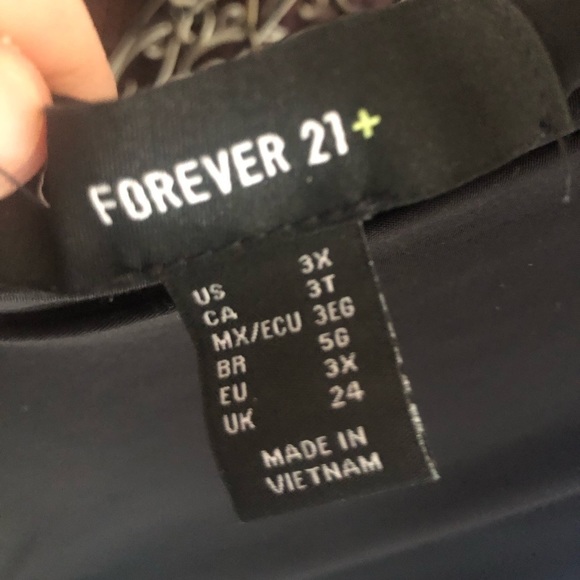 FOREVER 21+
US 3X
CA 3T
MX/ECU 3EG
BR 5G
EU 3X
UK 24
MADE IN
VIETNAM